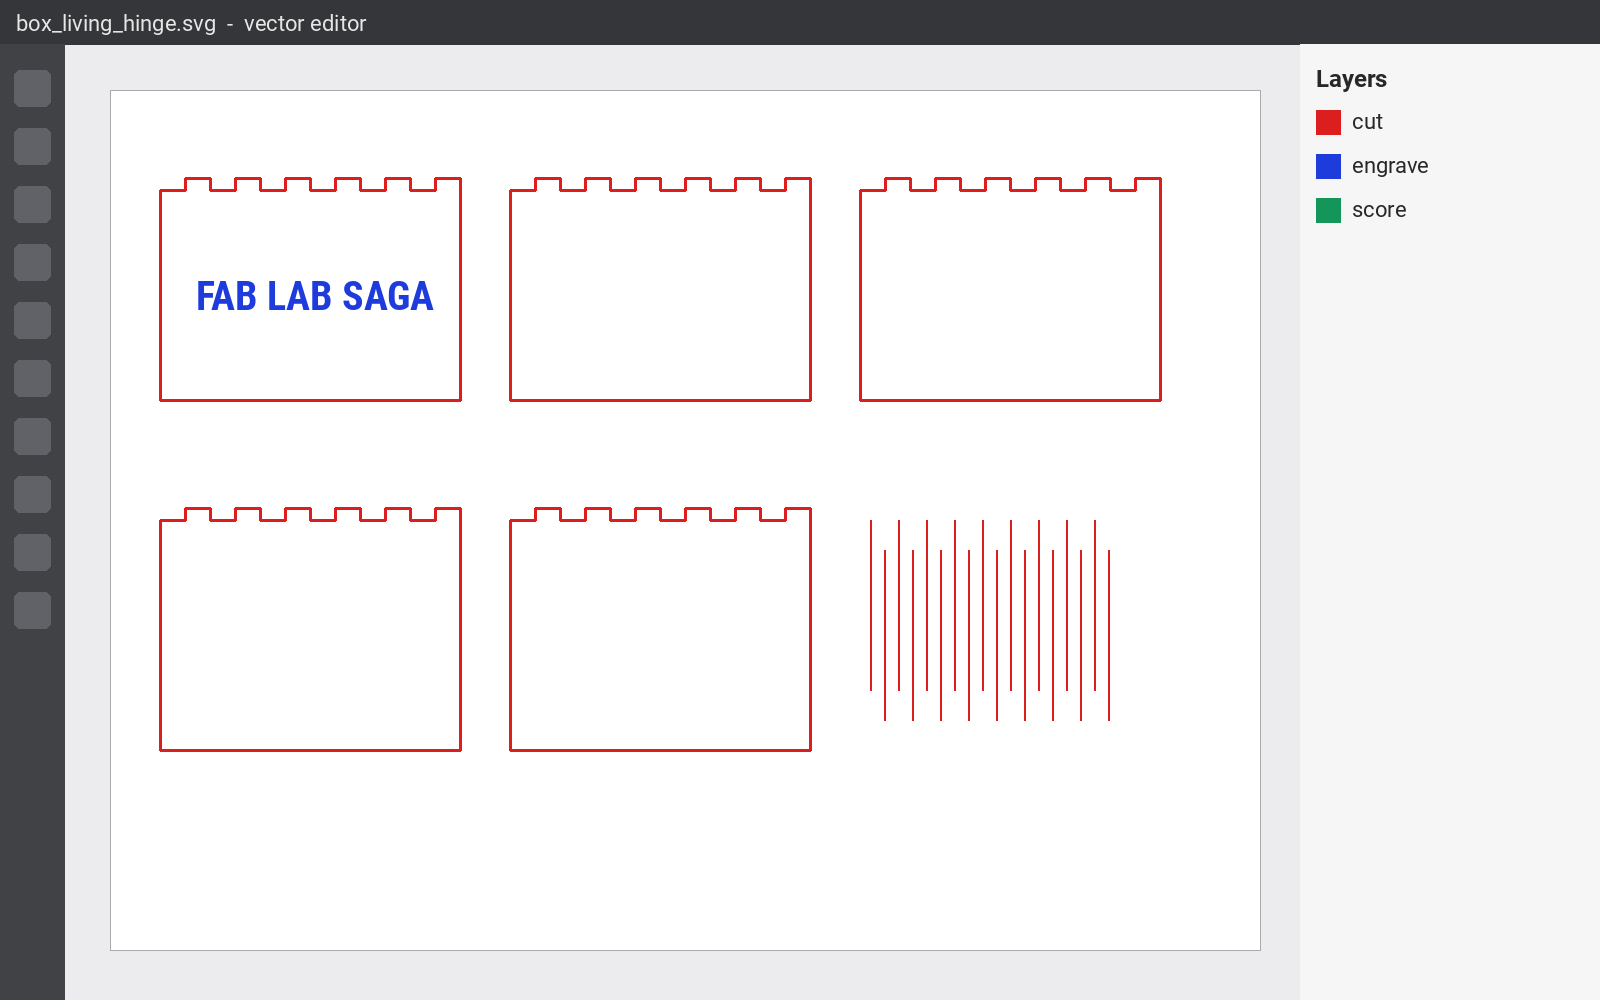 box_living_hinge.svg - vector editor
Layers
cut
engrave
score
FAB LAB SAGA